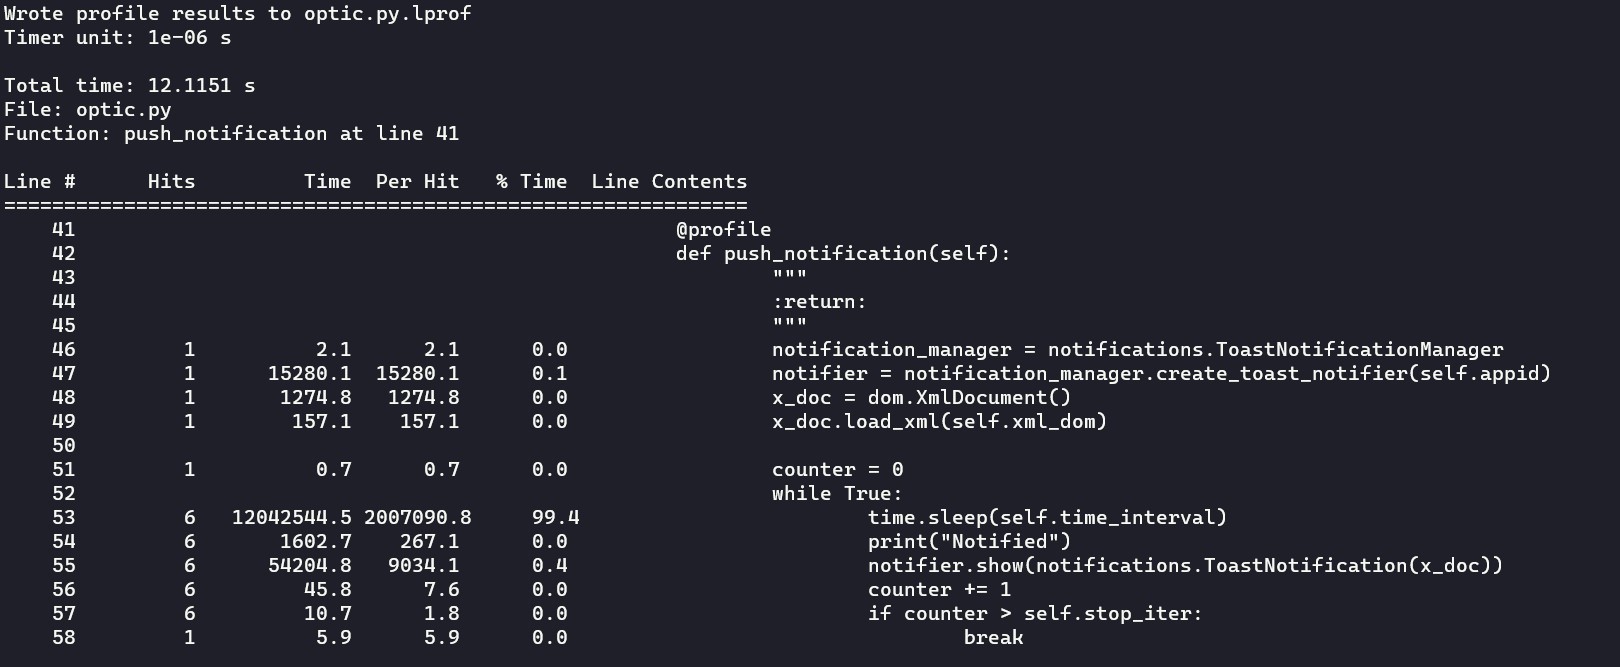 Wrote profile results to optic.py.lprof
Timer unit: 1e-06 s

Total time: 12.1151 s
File: optic.py
Function: push_notification at line 41

Line #      Hits         Time  Per Hit   % Time  Line Contents
==============================================================
    41                                                  @profile
    42                                                  def push_notification(self):
    43                                                          """
    44                                                          :return:
    45                                                          """
    46         1          2.1      2.1      0.0                 notification_manager = notifications.ToastNotificationManager
    47         1      15280.1  15280.1      0.1                 notifier = notification_manager.create_toast_notifier(self.appid)
    48         1       1274.8   1274.8      0.0                 x_doc = dom.XmlDocument()
    49         1        157.1    157.1      0.0                 x_doc.load_xml(self.xml_dom)
    50
    51         1          0.7      0.7      0.0                 counter = 0
    52                                                          while True:
    53         6   12042544.5 2007090.8     99.4                        time.sleep(self.time_interval)
    54         6       1602.7    267.1      0.0                         print("Notified")
    55         6      54204.8   9034.1      0.4                         notifier.show(notifications.ToastNotification(x_doc))
    56         6         45.8      7.6      0.0                         counter += 1
    57         6         10.7      1.8      0.0                         if counter > self.stop_iter:
    58         1          5.9      5.9      0.0                                 break